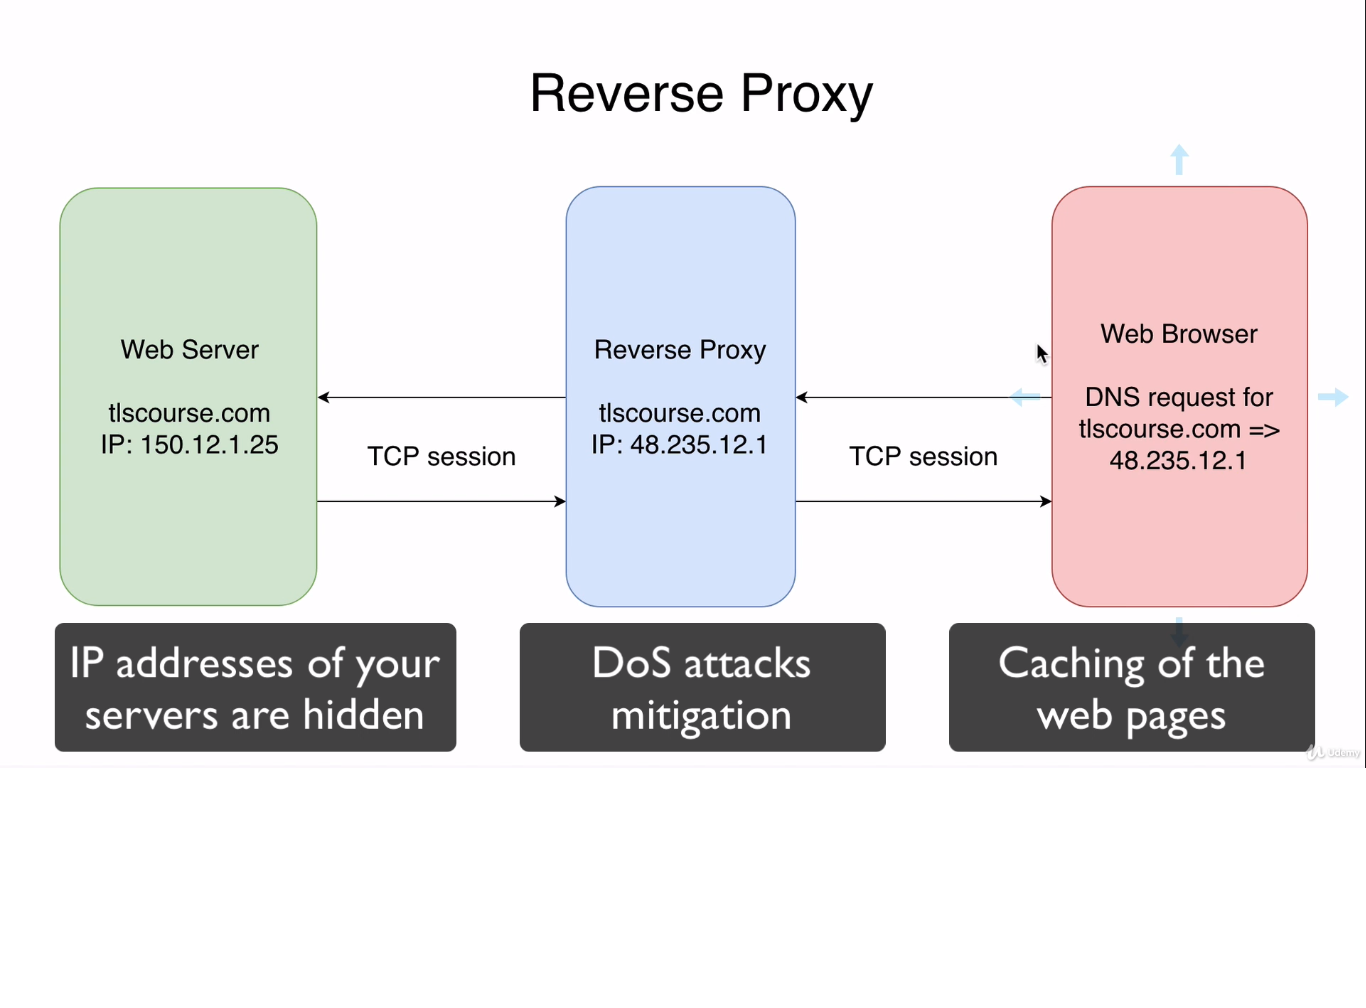 Reverse Proxy
Web Server
tlscourse.com
IP: 150.12.1.25
TCP session
Reverse Proxy
tlscourse.com
IP: 48.235.12.1
TCP session
Web Browser
DNS request for
tlscourse.com =>
48.235.12.1
IP addresses of your
servers are hidden
DoS attacks
mitigation
Caching of the
web pages
Udemy